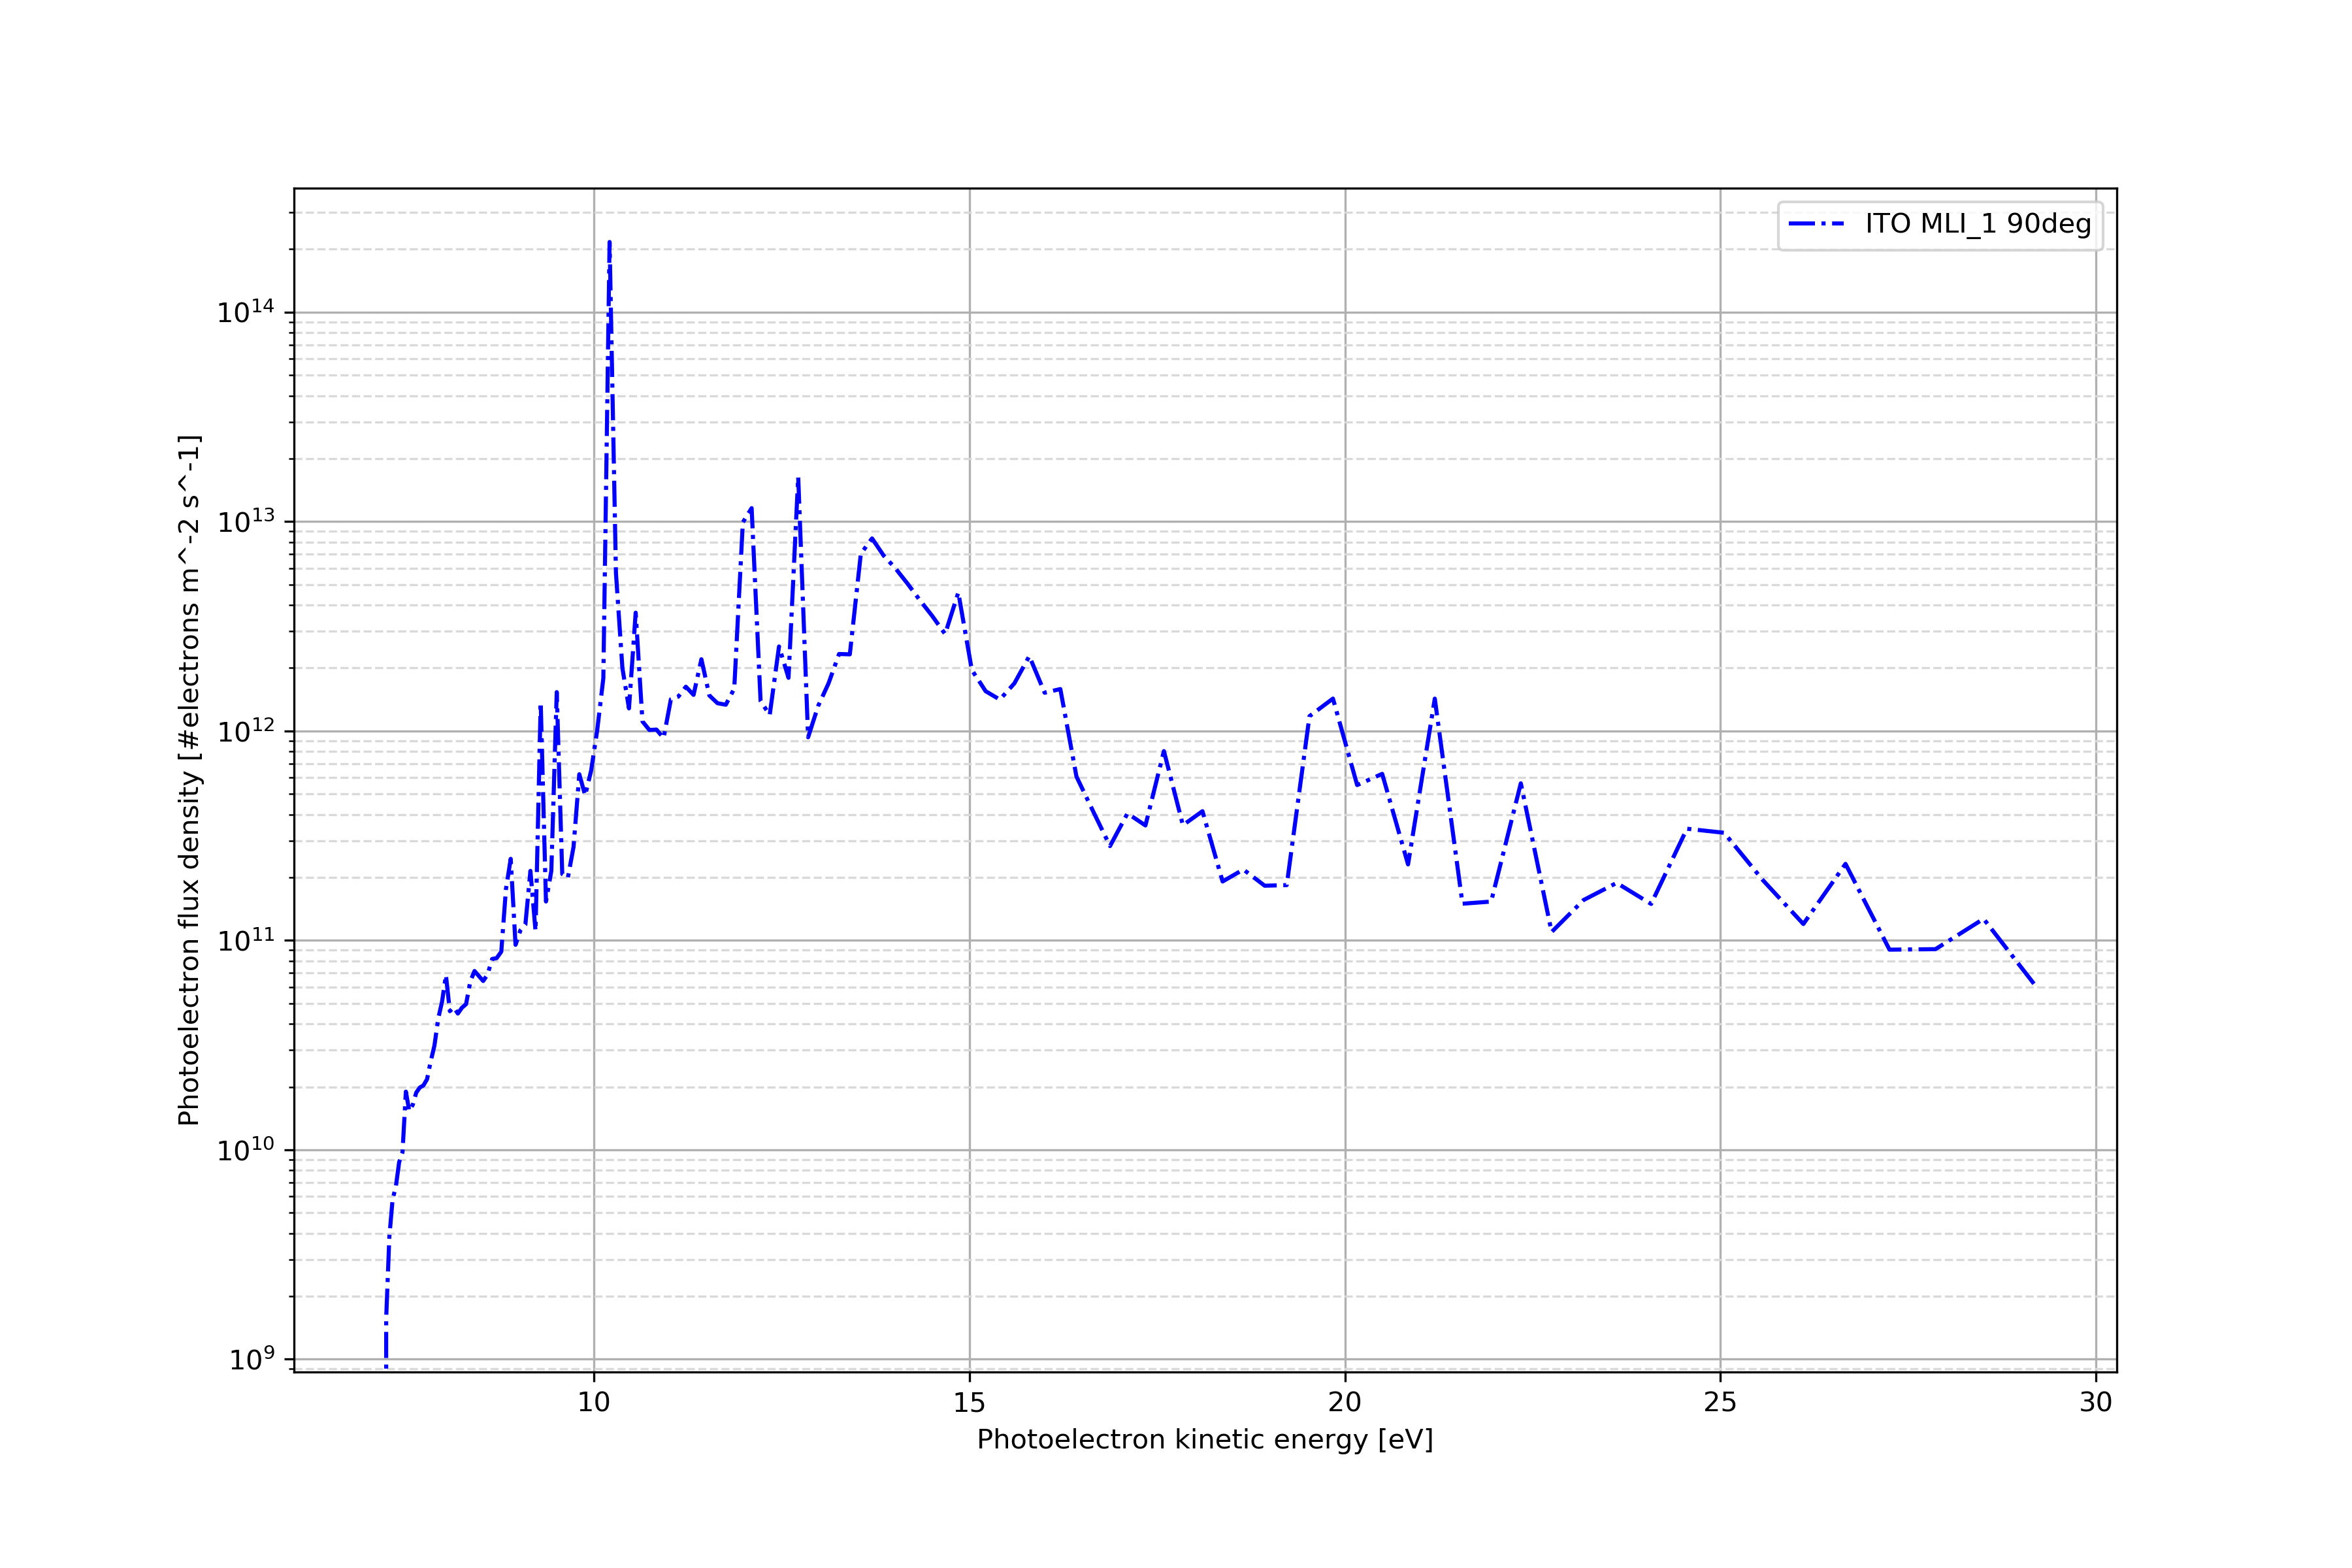 ITO MLI_1 90deg
10^14
10^13
10^12
10^11
10^10
10^9
Photoelectron flux density [#electrons m^-2 s^-1]
10 15 20 25 30
Photoelectron kinetic energy [eV]